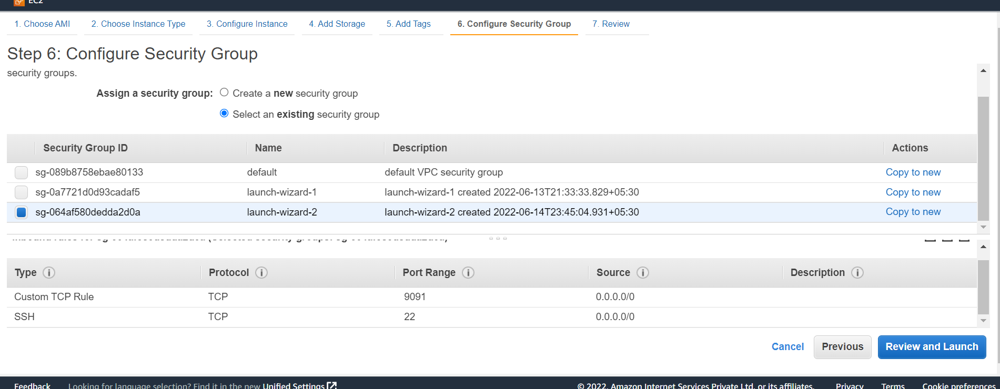 EC2
1. Choose AMI 2. Choose Instance Type 3. Configure Instance 4. Add Storage 5. Add Tags 6. Configure Security Group 7. Review
Step 6: Configure Security Group
security groups.
Assign a security group: Create a new security group
Select an existing security group
Security Group ID Name Description Actions
sg-089b8758ebae80133 default default VPC security group Copy to new
sg-0a7721d0d93cadaf5 launch-wizard-1 launch-wizard-1 created 2022-06-13T21:33:33.829+05:30 Copy to new
sg-064af580dedda2d0a launch-wizard-2 launch-wizard-2 created 2022-06-14T23:45:04.931+05:30 Copy to new
Type Protocol Port Range Source Description
Custom TCP Rule TCP 9091 0.0.0.0/0
SSH TCP 22 0.0.0.0/0
Cancel Previous Review and Launch
Feedback Looking for language selection? Find it in the new Unified Settings © 2022, Amazon Internet Services Private Ltd. or its affiliates. Privacy Terms Cookie preferences